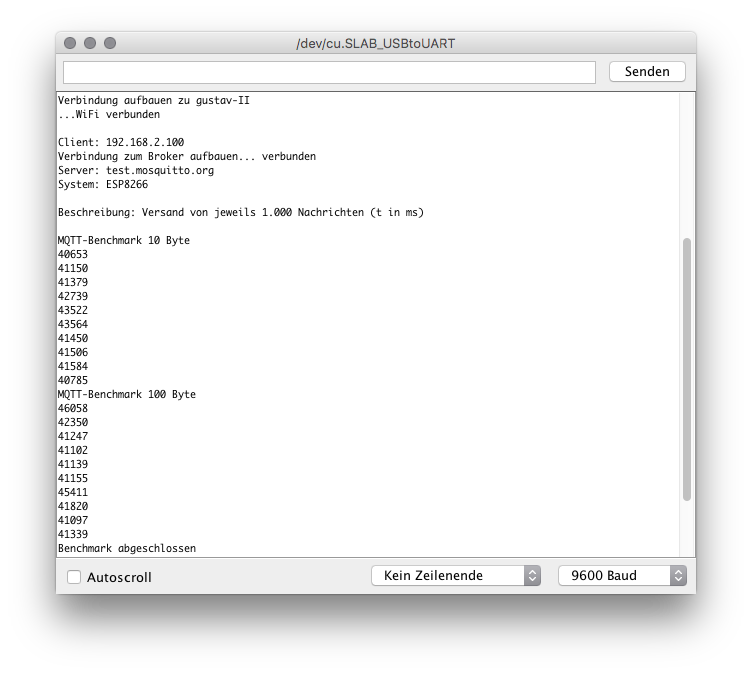 /dev/cu.SLAB_USBtoUART
Senden
Verbindung aufbauen zu gustav-II
...WiFi verbunden
Client: 192.168.2.100
Verbindung zum Broker aufbauen... verbunden
Server: test.mosquitto.org
System: ESP8266
Beschreibung: Versand von jeweils 1.000 Nachrichten (t in ms)
MQTT-Benchmark 10 Byte
40653
41150
41379
42739
43522
43564
41450
41506
41584
40785
MQTT-Benchmark 100 Byte
46058
42350
41247
41102
41139
41155
45411
41820
41097
41339
Benchmark abgeschlossen
Autoscroll
Kein Zeilenende
9600 Baud